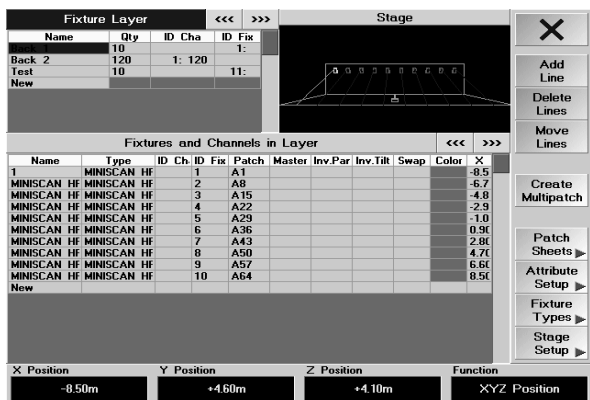 Fixture Layer <<< >>> Stage
Name Qty ID Cha ID Fix
Back 1 10 1:
Back 2 120 1: 120
Test 10 11:
New
Add Line
Delete Lines
Move Lines
Fixtures and Channels in Layer <<< >>>
Name Type ID Ch. ID Fix Patch Master Inv.Pan Inv.Tilt Swap Color X
1 MINISCAN HF 1 A1 -8.5
MINISCAN HF MINISCAN HF 2 A8 -6.7
MINISCAN HF MINISCAN HF 3 A15 -4.8
MINISCAN HF MINISCAN HF 4 A22 -2.9
MINISCAN HF MINISCAN HF 5 A29 -1.0
MINISCAN HF MINISCAN HF 6 A36 0.90
MINISCAN HF MINISCAN HF 7 A43 2.80
MINISCAN HF MINISCAN HF 8 A50 4.70
MINISCAN HF MINISCAN HF 9 A57 6.60
MINISCAN HF MINISCAN HF 10 A64 8.50
New
Create Multipatch
Patch Sheets
Attribute Setup
Fixture Types
Stage Setup
X Position Y Position Z Position Function
-8.50m +4.60m +4.10m XYZ Position